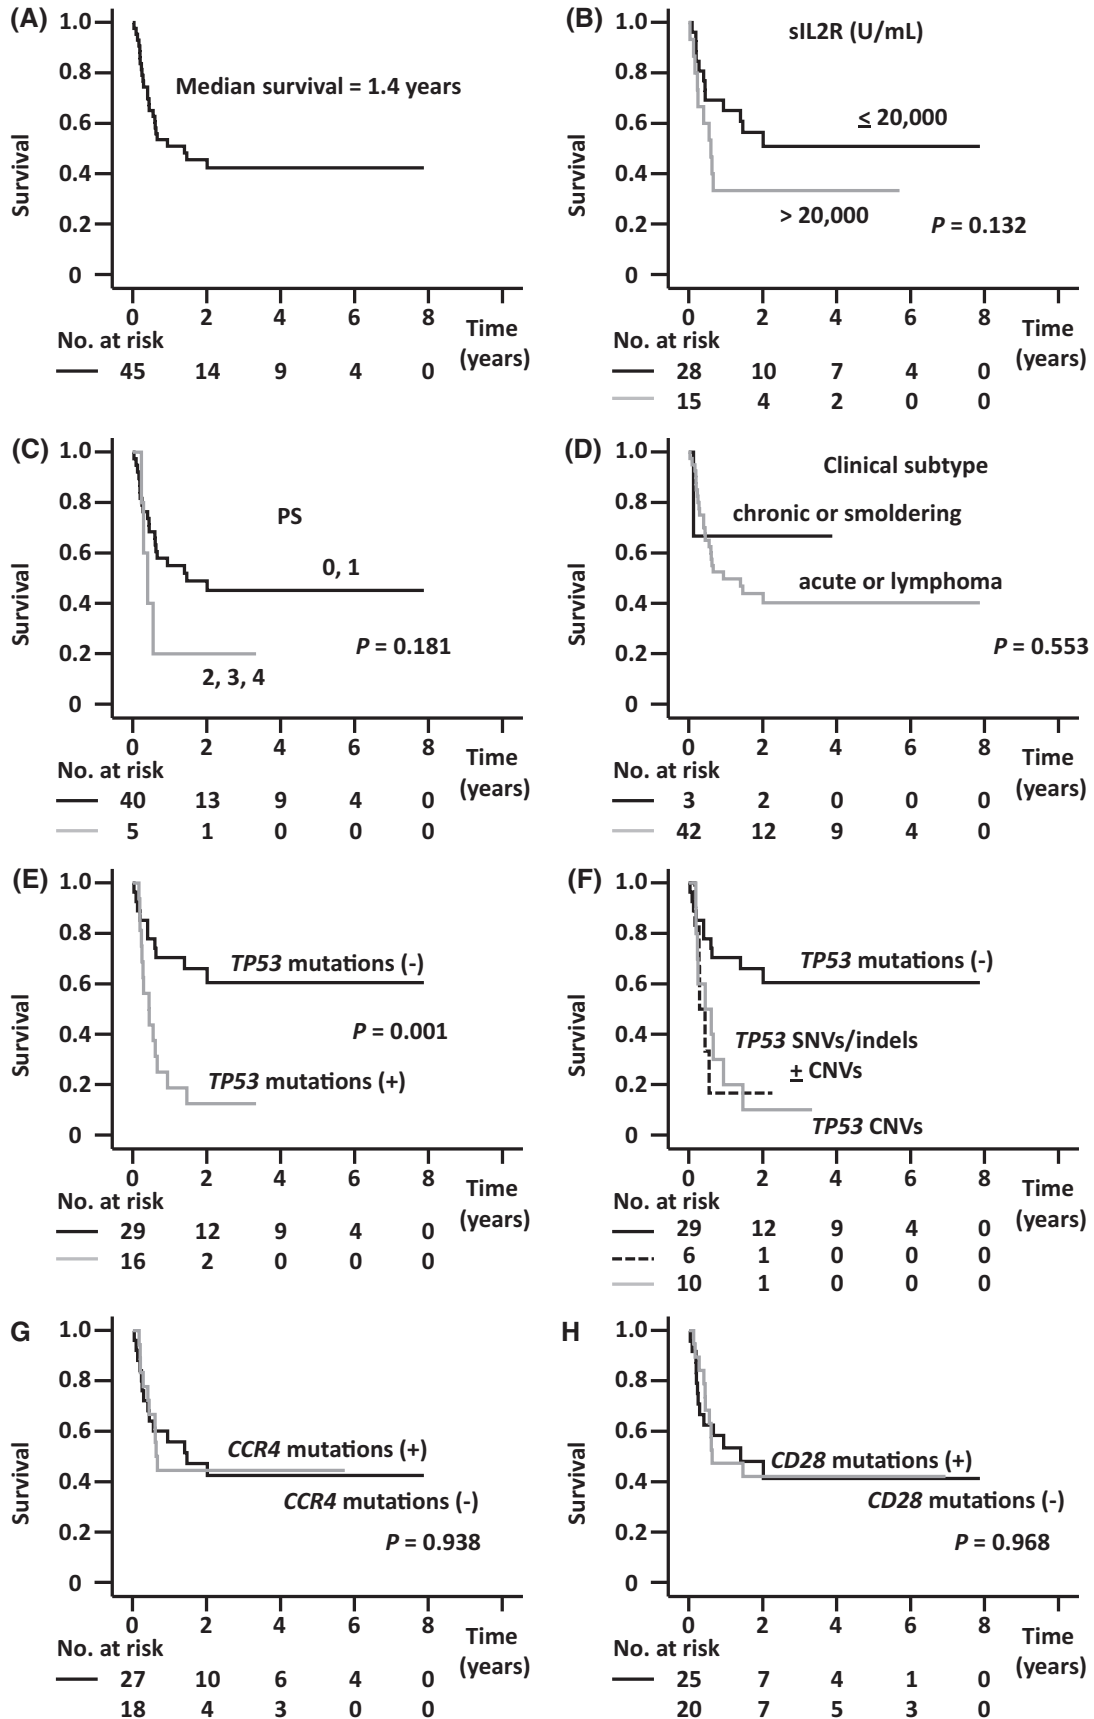 (A)
1.0
0.8
0.6
0.4
0.2
0
Survival
Median survival = 1.4 years
0 2 4 6 8 Time
(years)
No. at risk
45 14 9 4 0
(B)
1.0
0.8
0.6
0.4
0.2
0
Survival
sIL2R (U/mL)
≤ 20,000
> 20,000
P = 0.132
0 2 4 6 8 Time
(years)
No. at risk
28 10 7 4 0
15 4 2 0 0
(C)
1.0
0.8
0.6
0.4
0.2
0
Survival
PS
0, 1
P = 0.181
2, 3, 4
0 2 4 6 8 Time
(years)
No. at risk
40 13 9 4 0
5 1 0 0 0
(D)
1.0
0.8
0.6
0.4
0.2
0
Survival
Clinical subtype
chronic or smoldering
acute or lymphoma
P = 0.553
0 2 4 6 8 Time
(years)
No. at risk
3 2 0 0 0
42 12 9 4 0
(E)
1.0
0.8
0.6
0.4
0.2
0
Survival
TP53 mutations (-)
P = 0.001
TP53 mutations (+)
0 2 4 6 8 Time
(years)
No. at risk
29 12 9 4 0
16 2 0 0 0
(F)
1.0
0.8
0.6
0.4
0.2
0
Survival
TP53 mutations (-)
TP53 SNVs/indels
± CNVs
TP53 CNVs
0 2 4 6 8 Time
(years)
No. at risk
29 12 9 4 0
6 1 0 0 0
10 1 0 0 0
G
1.0
0.8
0.6
0.4
0.2
0
Survival
CCR4 mutations (+)
CCR4 mutations (-)
P = 0.938
0 2 4 6 8 Time
(years)
No. at risk
27 10 6 4 0
18 4 3 0 0
H
1.0
0.8
0.6
0.4
0.2
0
Survival
CD28 mutations (+)
CD28 mutations (-)
P = 0.968
0 2 4 6 8 Time
(years)
No. at risk
25 7 4 1 0
20 7 5 3 0